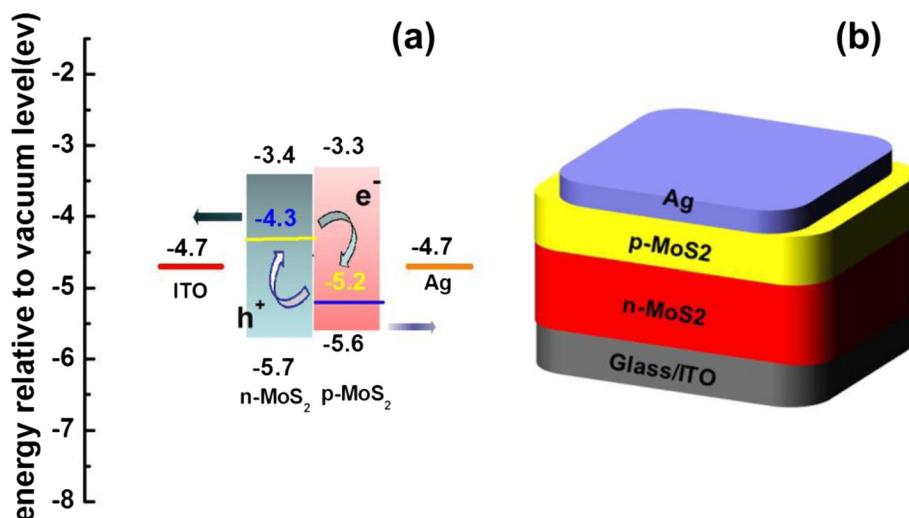 energy relative to vacuum level(ev)
-2
-3
-4
-5
-6
-7
-8
(a)
-3.4
-3.3
-4.3
e-
-4.7
ITO
-4.7
Ag
-5.2
h+
-5.7
-5.6
n-MoS2
p-MoS2
(b)
Ag
p-MoS2
n-MoS2
Glass/ITO